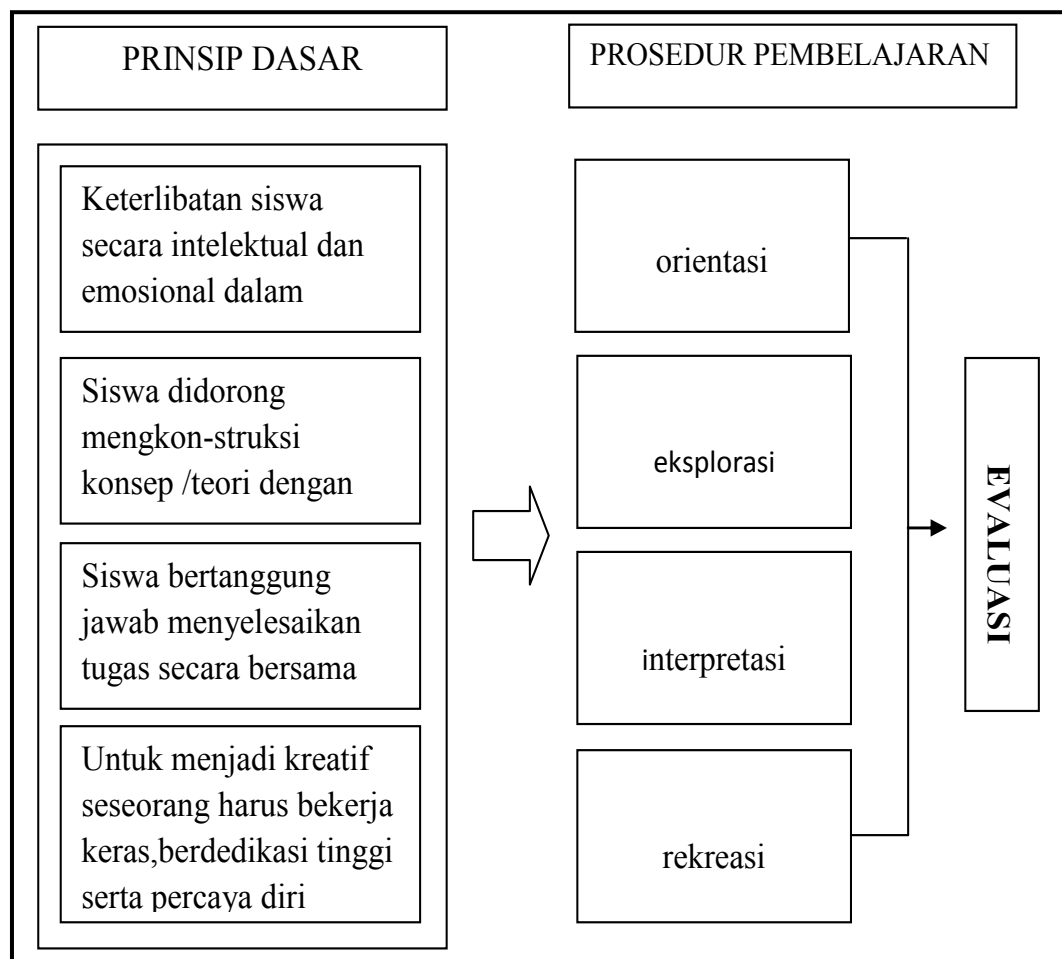 PRINSIP DASAR
Keterlibatan siswa
secara intelektual dan
emosional dalam
Siswa didorong
mengkon-struksi
konsep /teori dengan
Siswa bertanggung
jawab menyelesaikan
tugas secara bersama
Untuk menjadi kreatif
seseorang harus bekerja
keras,berdedikasi tinggi
serta percaya diri
PROSEDUR PEMBELAJARAN
orientasi
eksplorasi
interpretasi
rekreasi
EVALUASI